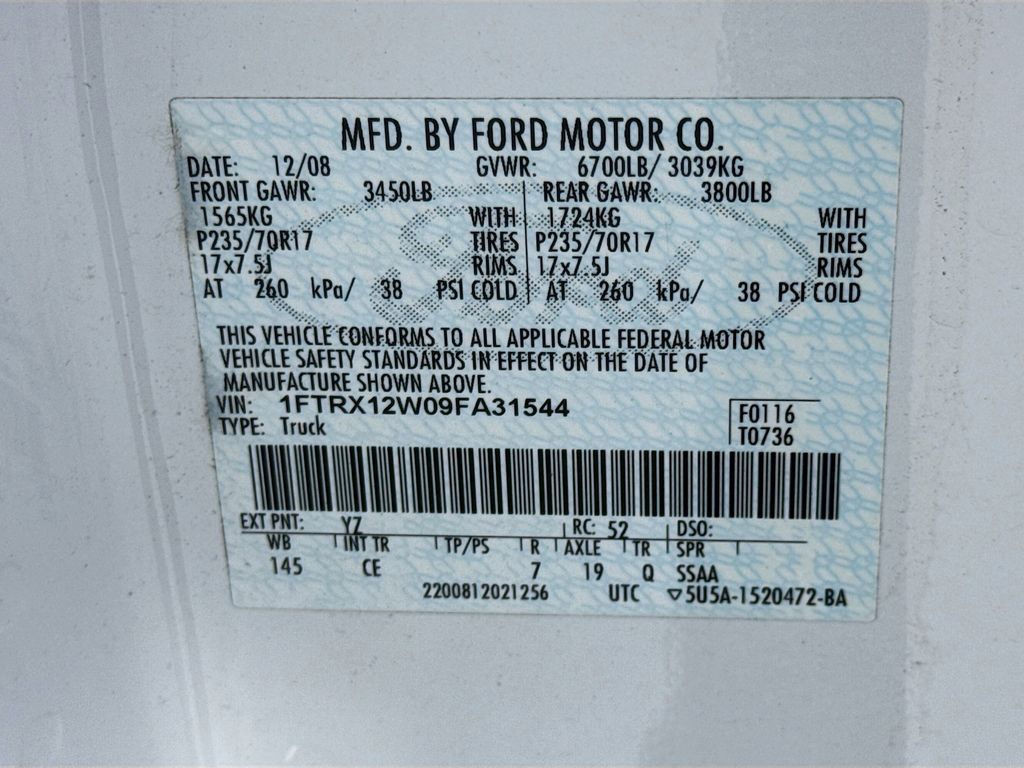 MFD. BY FORD MOTOR CO.
DATE: 12/08 GVWR: 6700LB/ 3039KG
FRONT GAWR: 3450LB REAR GAWR: 3800LB
1565KG WITH 1724KG WITH
P235/70R17 TIRES P235/70R17 TIRES
17x7.5J RIMS 17x7.5J RIMS
AT 260 kPa/ 38 PSI COLD AT 260 kPa/ 38 PSI COLD
THIS VEHICLE CONFORMS TO ALL APPLICABLE FEDERAL MOTOR
VEHICLE SAFETY STANDARDS IN EFFECT ON THE DATE OF
MANUFACTURE SHOWN ABOVE.
VIN: 1FTRX12W09FA31544 F0116
TYPE: Truck T0736
EXT PNT: YZ RC: 52 DSO:
WB INT TR TP/PS R AXLE TR SPR
145 CE 7 19 Q SSAA
2200812021256 UTC ▽5U5A-1520472-BA